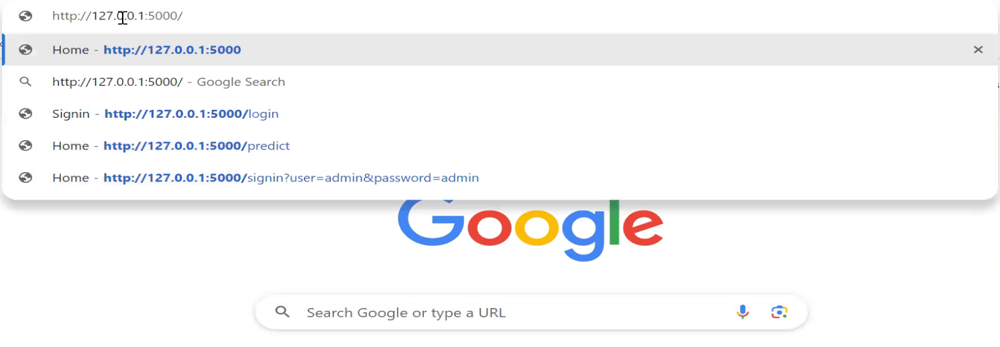 http://127.0.0.1:5000/
Home - http://127.0.0.1:5000
http://127.0.0.1:5000/ - Google Search
Signin - http://127.0.0.1:5000/login
Home - http://127.0.0.1:5000/predict
Home - http://127.0.0.1:5000/signin?user=admin&password=admin
Google
Search Google or type a URL